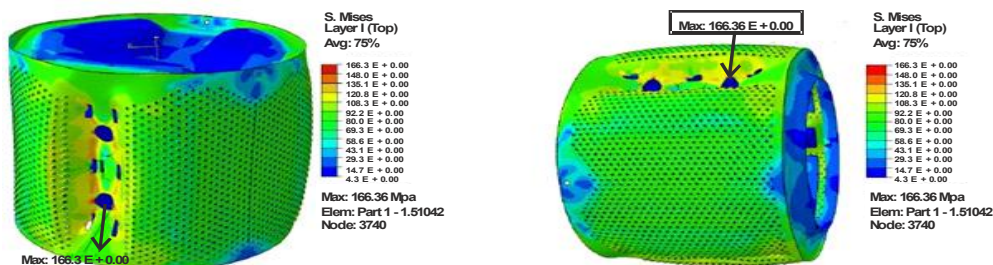 S. Mises
Layer I (Top)
Avg: 75%
166.3 E + 0.00
148.0 E + 0.00
135.1 E + 0.00
120.8 E + 0.00
108.3 E + 0.00
92.2 E + 0.00
80.0 E + 0.00
69.3 E + 0.00
58.6 E + 0.00
43.1 E + 0.00
29.3 E + 0.00
14.7 E + 0.00
4.3 E + 0.00
Max: 166.36 Mpa
Elem: Part 1 - 1.51042
Node: 3740
Max: 166.3 E + 0.00
Max: 166.36 E + 0.00
S. Mises
Layer I (Top)
Avg: 75%
166.3 E + 0.00
148.0 E + 0.00
135.1 E + 0.00
120.8 E + 0.00
108.3 E + 0.00
92.2 E + 0.00
80.0 E + 0.00
69.3 E + 0.00
58.6 E + 0.00
43.1 E + 0.00
29.3 E + 0.00
14.7 E + 0.00
4.3 E + 0.00
Max: 166.36 Mpa
Elem: Part 1 - 1.51042
Node: 3740